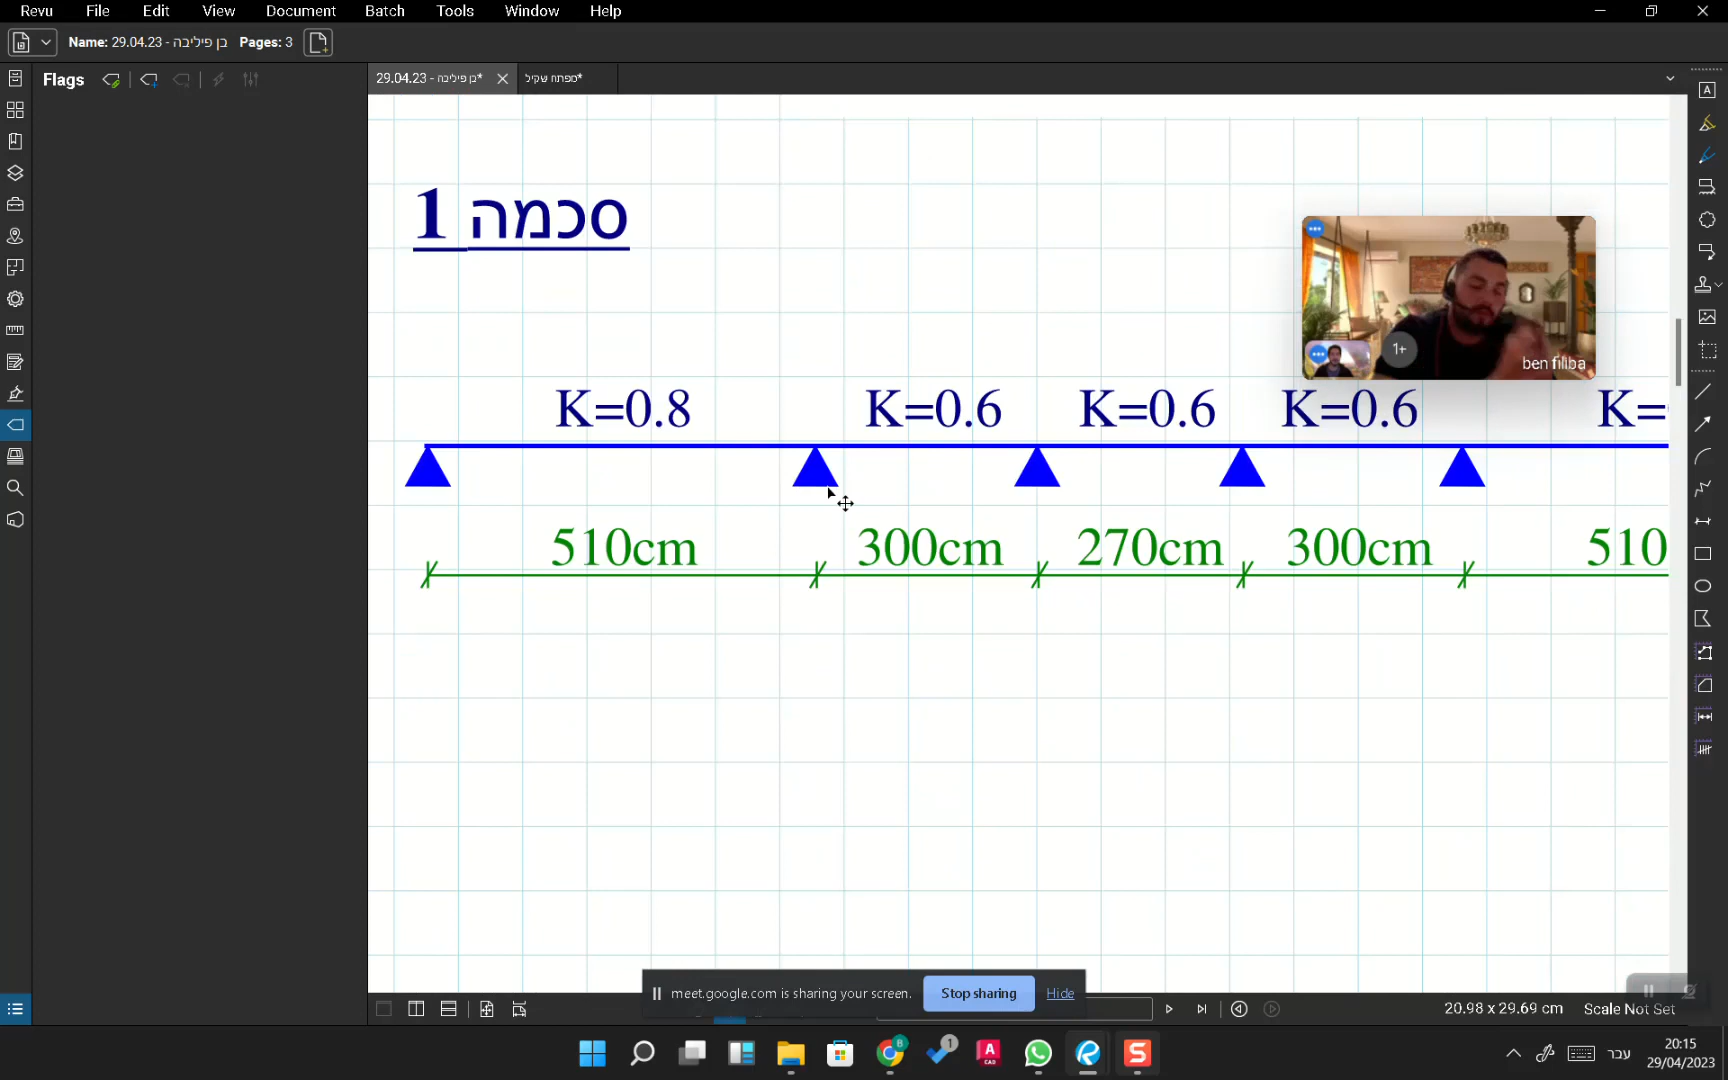 Revu File Edit View Document Batch Tools Window Help
Name: 29.04.23 - בן פיליבה Pages: 3
Flags
29.04.23 - בן פיליבה*
מפתח שקיל*
סכמה 1
1+
ben filiba
K=0.8 K=0.6 K=0.6 K=0.6 K=
510cm 300cm 270cm 300cm 510
meet.google.com is sharing your screen. Stop sharing Hide
20.98 x 29.69 cm Scale Not Set
עבר
20:15
29/04/2023